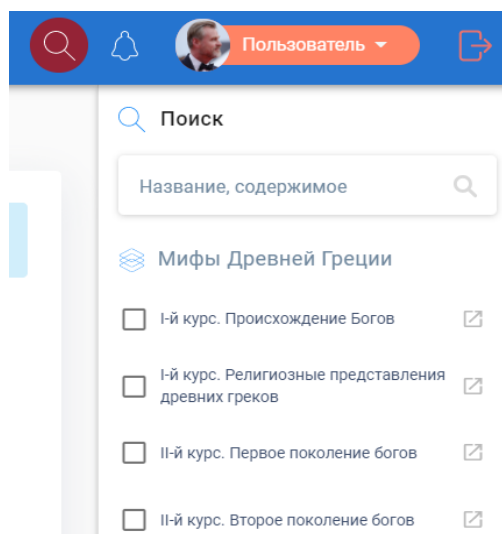 Пользователь
Поиск
Название, содержимое
Мифы Древней Греции
I-й курс. Происхождение Богов
I-й курс. Религиозные представления
древних греков
II-й курс. Первое поколение богов
II-й курс. Второе поколение богов